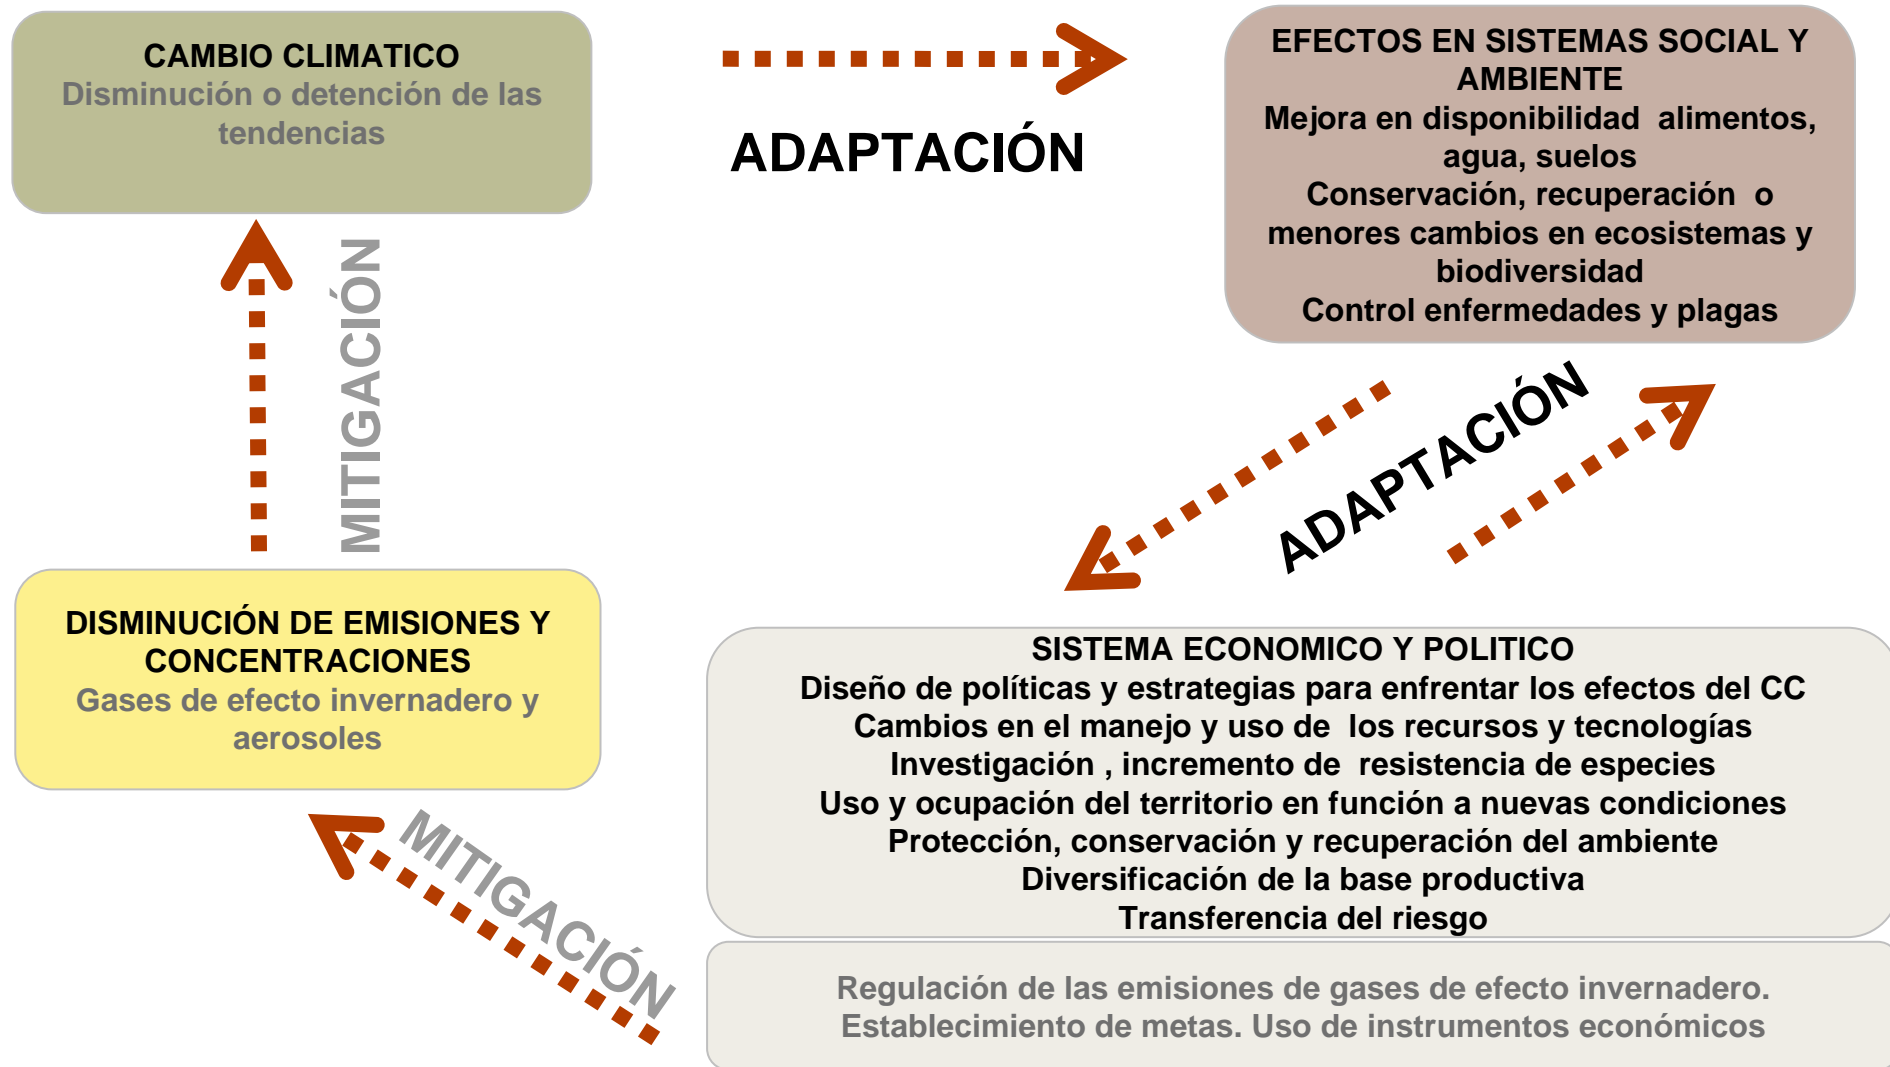 CAMBIO CLIMATICO
Disminución o detención de las
tendencias
ADAPTACIÓN
EFECTOS EN SISTEMAS SOCIAL Y
AMBIENTE
Mejora en disponibilidad alimentos,
agua, suelos
Conservación, recuperación o
menores cambios en ecosistemas y
biodiversidad
Control enfermedades y plagas
MITIGACIÓN
ADAPTACIÓN
DISMINUCIÓN DE EMISIONES Y
CONCENTRACIONES
Gases de efecto invernadero y
aerosoles
MITIGACIÓN
SISTEMA ECONOMICO Y POLITICO
Diseño de políticas y estrategias para enfrentar los efectos del CC
Cambios en el manejo y uso de los recursos y tecnologías
Investigación , incremento de resistencia de especies
Uso y ocupación del territorio en función a nuevas condiciones
Protección, conservación y recuperación del ambiente
Diversificación de la base productiva
Transferencia del riesgo
Regulación de las emisiones de gases de efecto invernadero.
Establecimiento de metas. Uso de instrumentos económicos